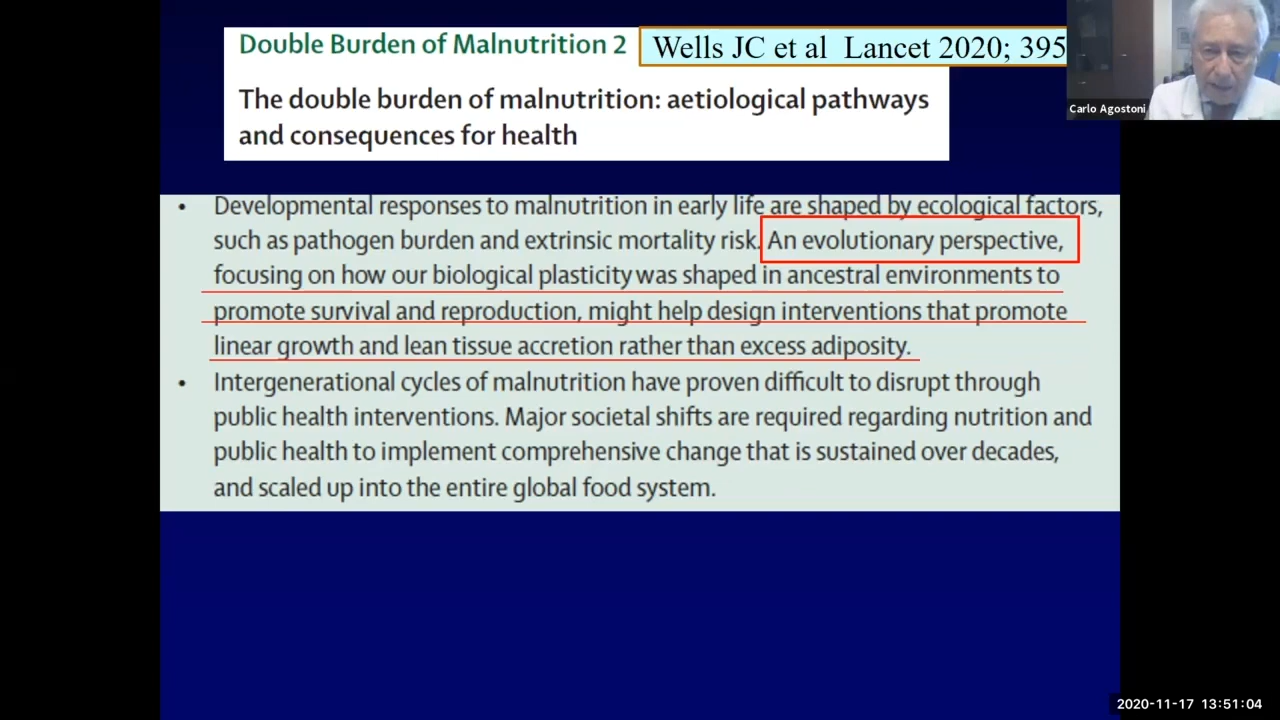 Double Burden of Malnutrition 2
Wells JC et al Lancet 2020; 395
The double burden of malnutrition: aetiological pathways
and consequences for health
Carlo Agostoni
• Developmental responses to malnutrition in early life are shaped by ecological factors,
such as pathogen burden and extrinsic mortality risk. An evolutionary perspective,
focusing on how our biological plasticity was shaped in ancestral environments to
promote survival and reproduction, might help design interventions that promote
linear growth and lean tissue accretion rather than excess adiposity.
• Intergenerational cycles of malnutrition have proven difficult to disrupt through
public health interventions. Major societal shifts are required regarding nutrition and
public health to implement comprehensive change that is sustained over decades,
and scaled up into the entire global food system.
2020-11-17 13:51:04